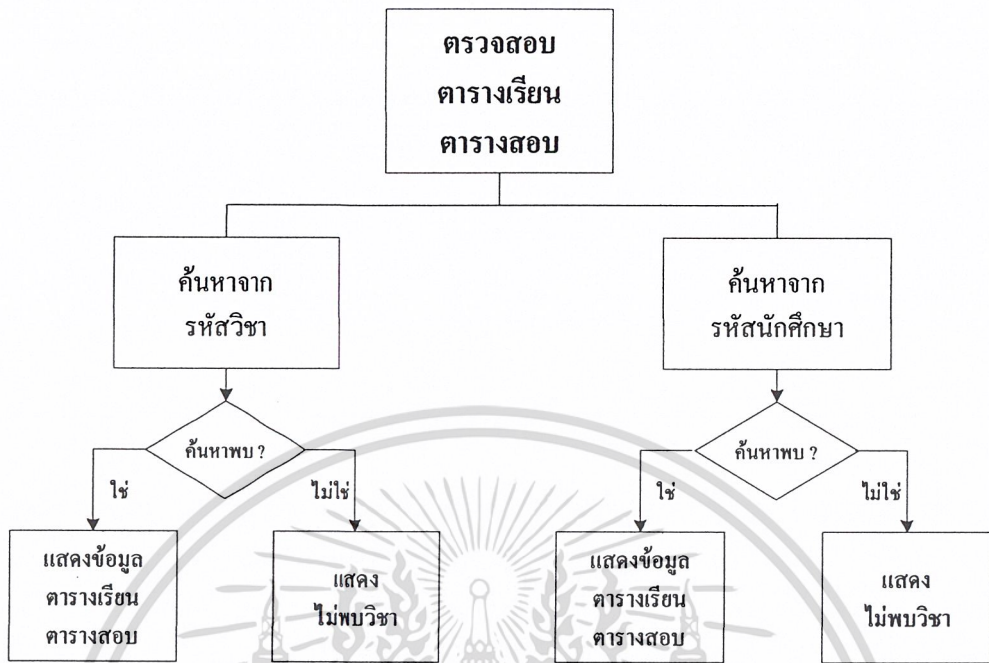 ตรวจสอบ
ตารางเรียน
ตารางสอบ
ค้นหาจาก
รหัสวิชา
ค้นหาจาก
รหัสนักศึกษา
ค้นหาพบ ?
ค้นหาพบ ?
ใช่
ไม่ใช่
ใช่
ไม่ใช่
แสดงข้อมูล
ตารางเรียน
ตารางสอบ
แสดง
ไม่พบวิชา
แสดงข้อมูล
ตารางเรียน
ตารางสอบ
แสดง
ไม่พบวิชา